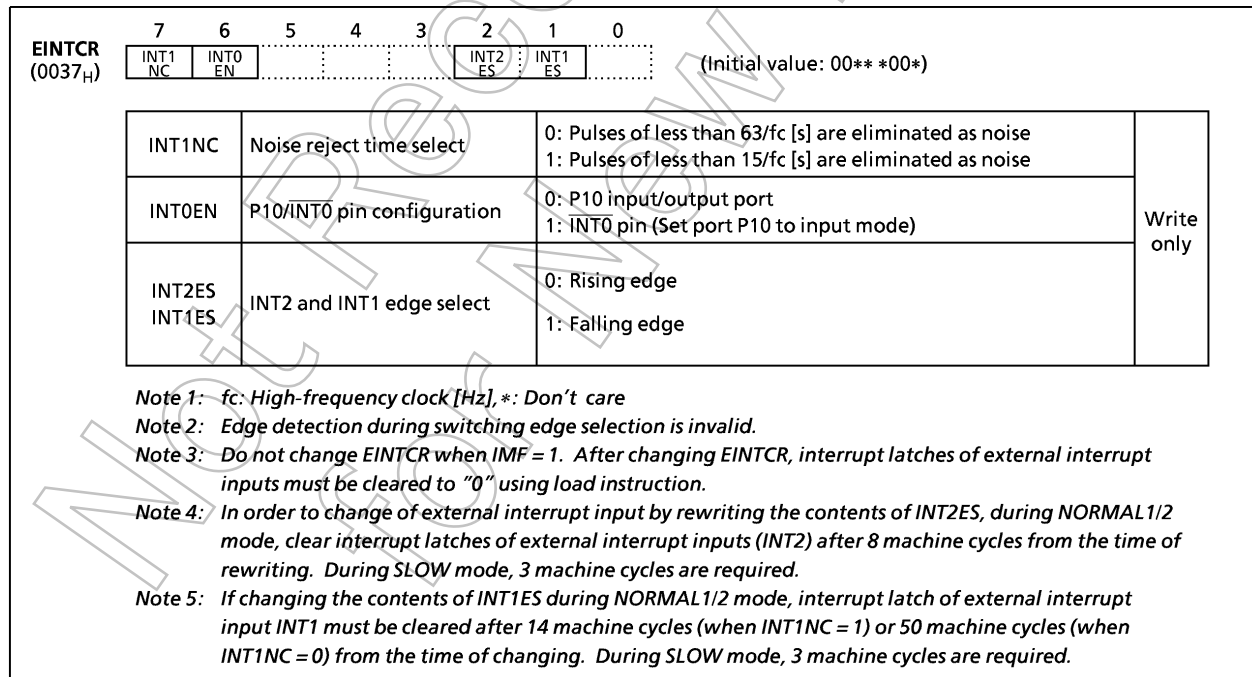 7 6 5 4 3 2 1 0
EINTCR
(0037H)
INT1 NC INT0 EN INT2 ES INT1 ES
(Initial value: 00** *00*)
INT1NC Noise reject time select
0: Pulses of less than 63/fc [s] are eliminated as noise
1: Pulses of less than 15/fc [s] are eliminated as noise
INT0EN P10/INT0 pin configuration
0: P10 input/output port
1: INT0 pin (Set port P10 to input mode)
INT2ES
INT1ES
INT2 and INT1 edge select
0: Rising edge
1: Falling edge
Write
only
Note 1: fc: High-frequency clock [Hz], *: Don't care
Note 2: Edge detection during switching edge selection is invalid.
Note 3: Do not change EINTCR when IMF = 1. After changing EINTCR, interrupt latches of external interrupt
inputs must be cleared to "0" using load instruction.
Note 4: In order to change of external interrupt input by rewriting the contents of INT2ES, during NORMAL1/2
mode, clear interrupt latches of external interrupt inputs (INT2) after 8 machine cycles from the time of
rewriting. During SLOW mode, 3 machine cycles are required.
Note 5: If changing the contents of INT1ES during NORMAL1/2 mode, interrupt latch of external interrupt
input INT1 must be cleared after 14 machine cycles (when INT1NC = 1) or 50 machine cycles (when
INT1NC = 0) from the time of changing. During SLOW mode, 3 machine cycles are required.
Not
for New